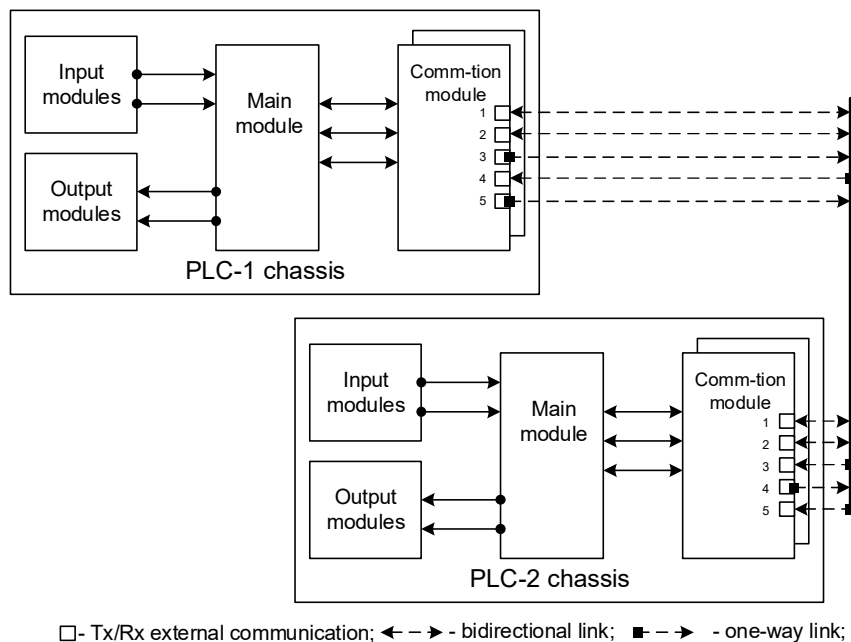 Input
modules
Output
modules
Main
module
Comm-tion
module
1
2
3
4
5
PLC-1 chassis
Input
modules
Output
modules
Main
module
Comm-tion
module
1
2
3
4
5
PLC-2 chassis
- Tx/Rx external communication; - bidirectional link; - one-way link;